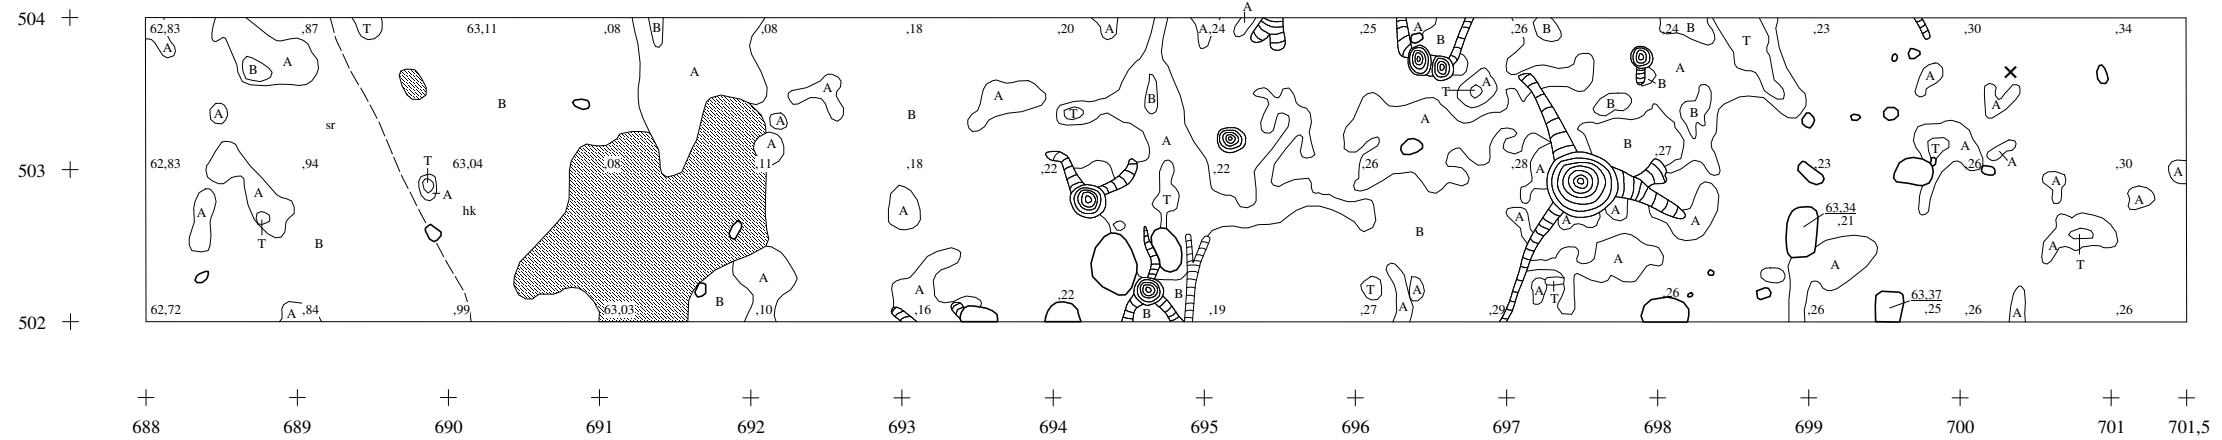 504
62,83 A ,87 T 63,11 ,08 B ,08 ,18 ,20 A A,24 A ,25 A ,26 B ,24 B T ,23 ,30 ,34
B A A B
B A A T A B A A
A B B A B B B A
sr A A B
503
62,83 ,94 T 63,04 ,08 ,11 A ,18 ,22 A ,22 ,26 ,28 A ,27 ,23 T A ,26 A ,30 A
A A
A hk A T A A A A A A
63,34
,21
T B B A T
A A A A
A T A A T
B B ,26 63,37
62,72 A ,84 ,99 63,03 ,10 ,16 ,22 B ,19 ,27 A ,29 ,26 ,25 ,26 A ,26
502
688 689 690 691 692 693 694 695 696 697 698 699 700 701 701,5